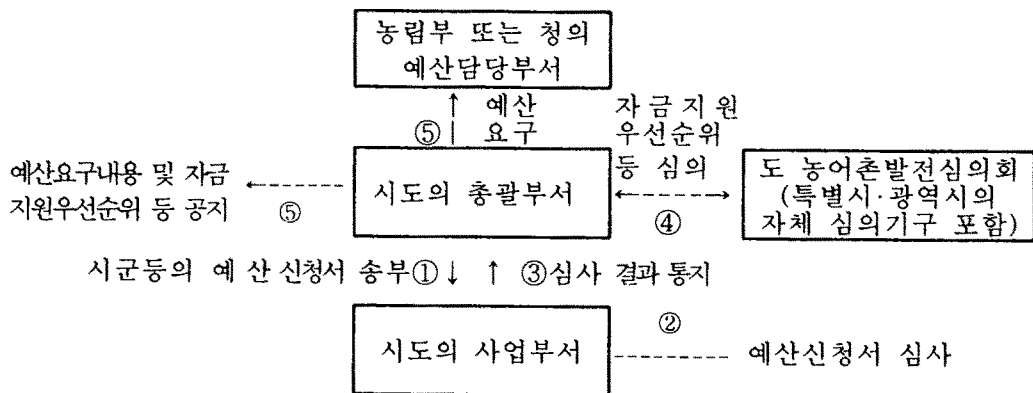 농림부 또는 청의
예산담당부서
↑ 예산
⑤ 요구
자금지원
우선순위
등 심의
예산요구내용 및 자금
지원우선순위 등 공지
⑤
시도의 총괄부서
④
도 농어촌발전심의회
(특별시·광역시의
자체 심의기구 포함)
시군등의 예 산 신청서 송부① ↓ ↑ ③심사 결과 통지
시도의 사업부서
②
예산신청서 심사